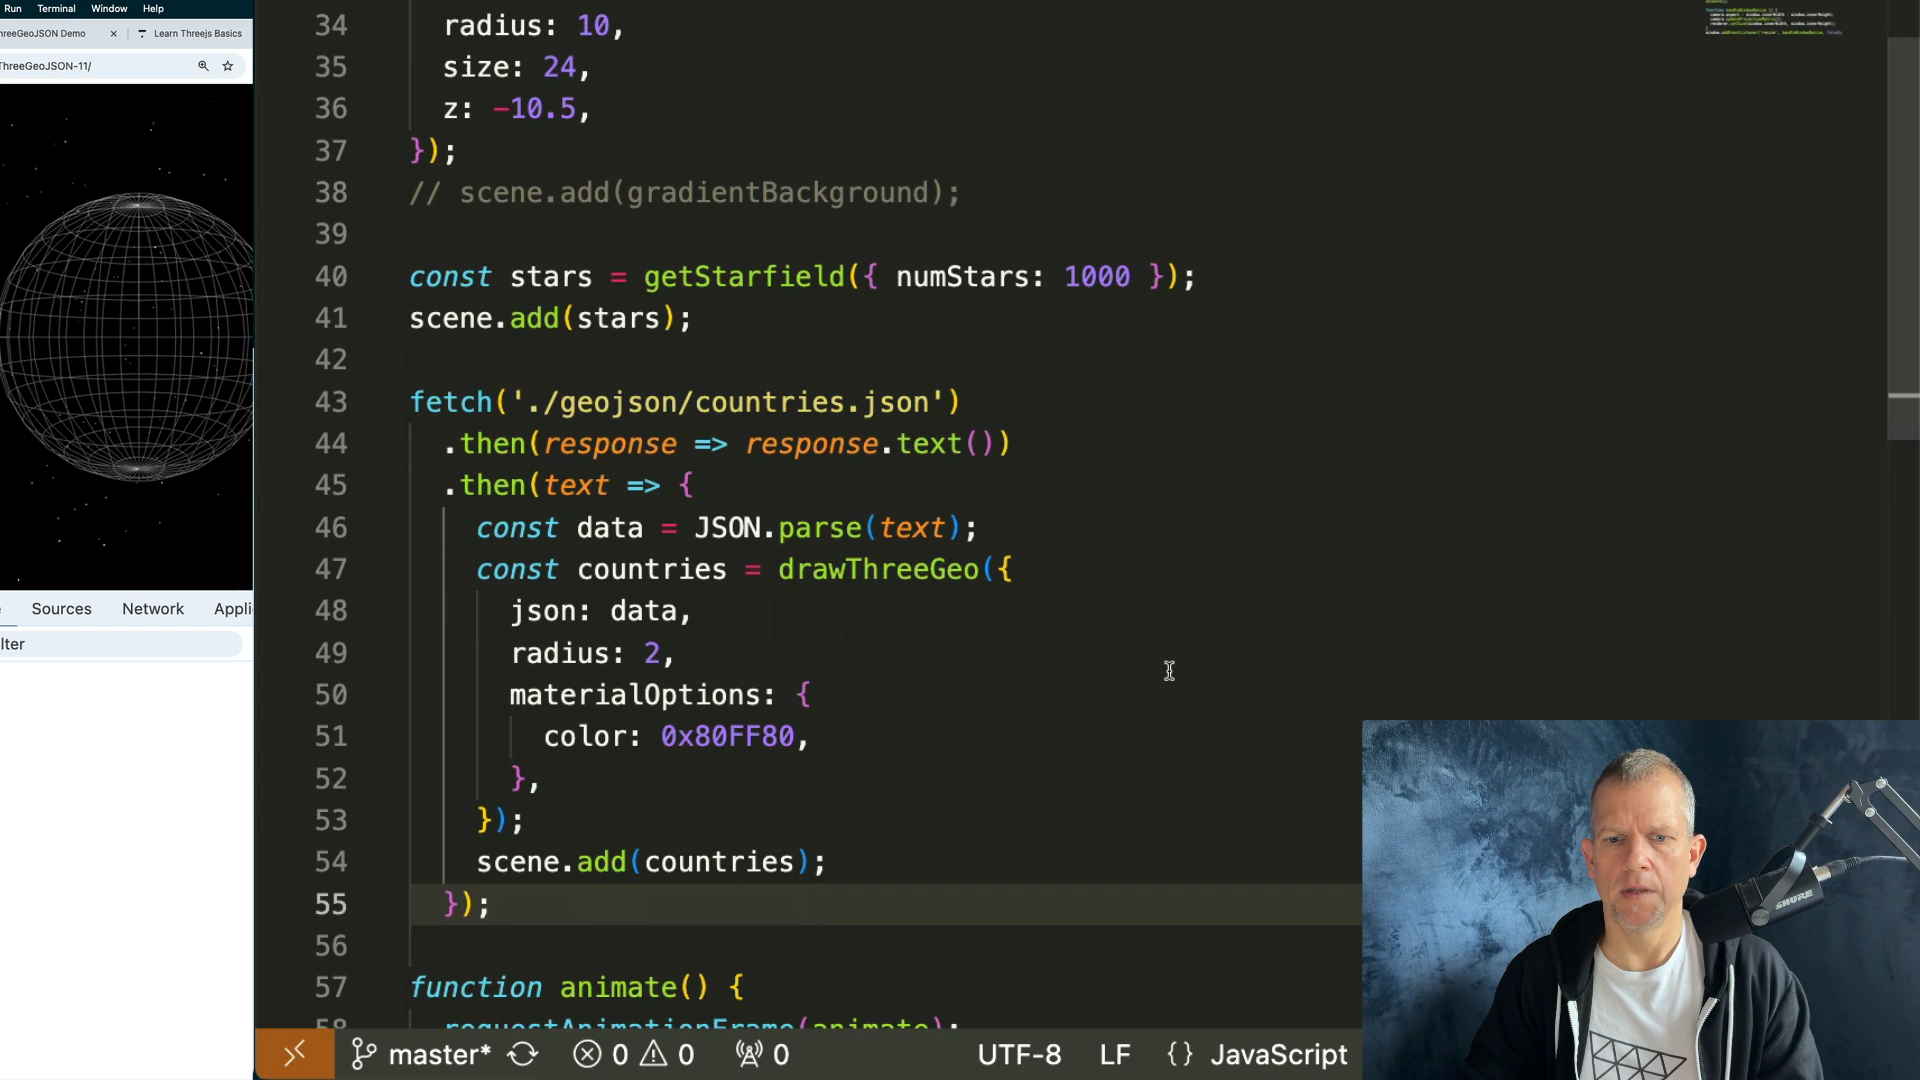 Run Terminal Window Help
hreeGeoJSON Demo × Learn Threejs Basics
ThreeGeoJSON-11/
Sources Network Appli
lter
34 radius: 10,
35 size: 24,
36 z: -10.5,
37 });
38 // scene.add(gradientBackground);
39
40 const stars = getStarfield({ numStars: 1000 });
41 scene.add(stars);
42
43 fetch('./geojson/countries.json')
44 .then(response => response.text())
45 .then(text => {
46 const data = JSON.parse(text);
47 const countries = drawThreeGeo({
48 json: data,
49 radius: 2,
50 materialOptions: {
51 color: 0x80FF80,
52 },
53 });
54 scene.add(countries);
55 });
56
57 function animate() {
58 requestAnimationFrame(animate);
master* 0 0 0 UTF-8 LF {} JavaScript
SHURE